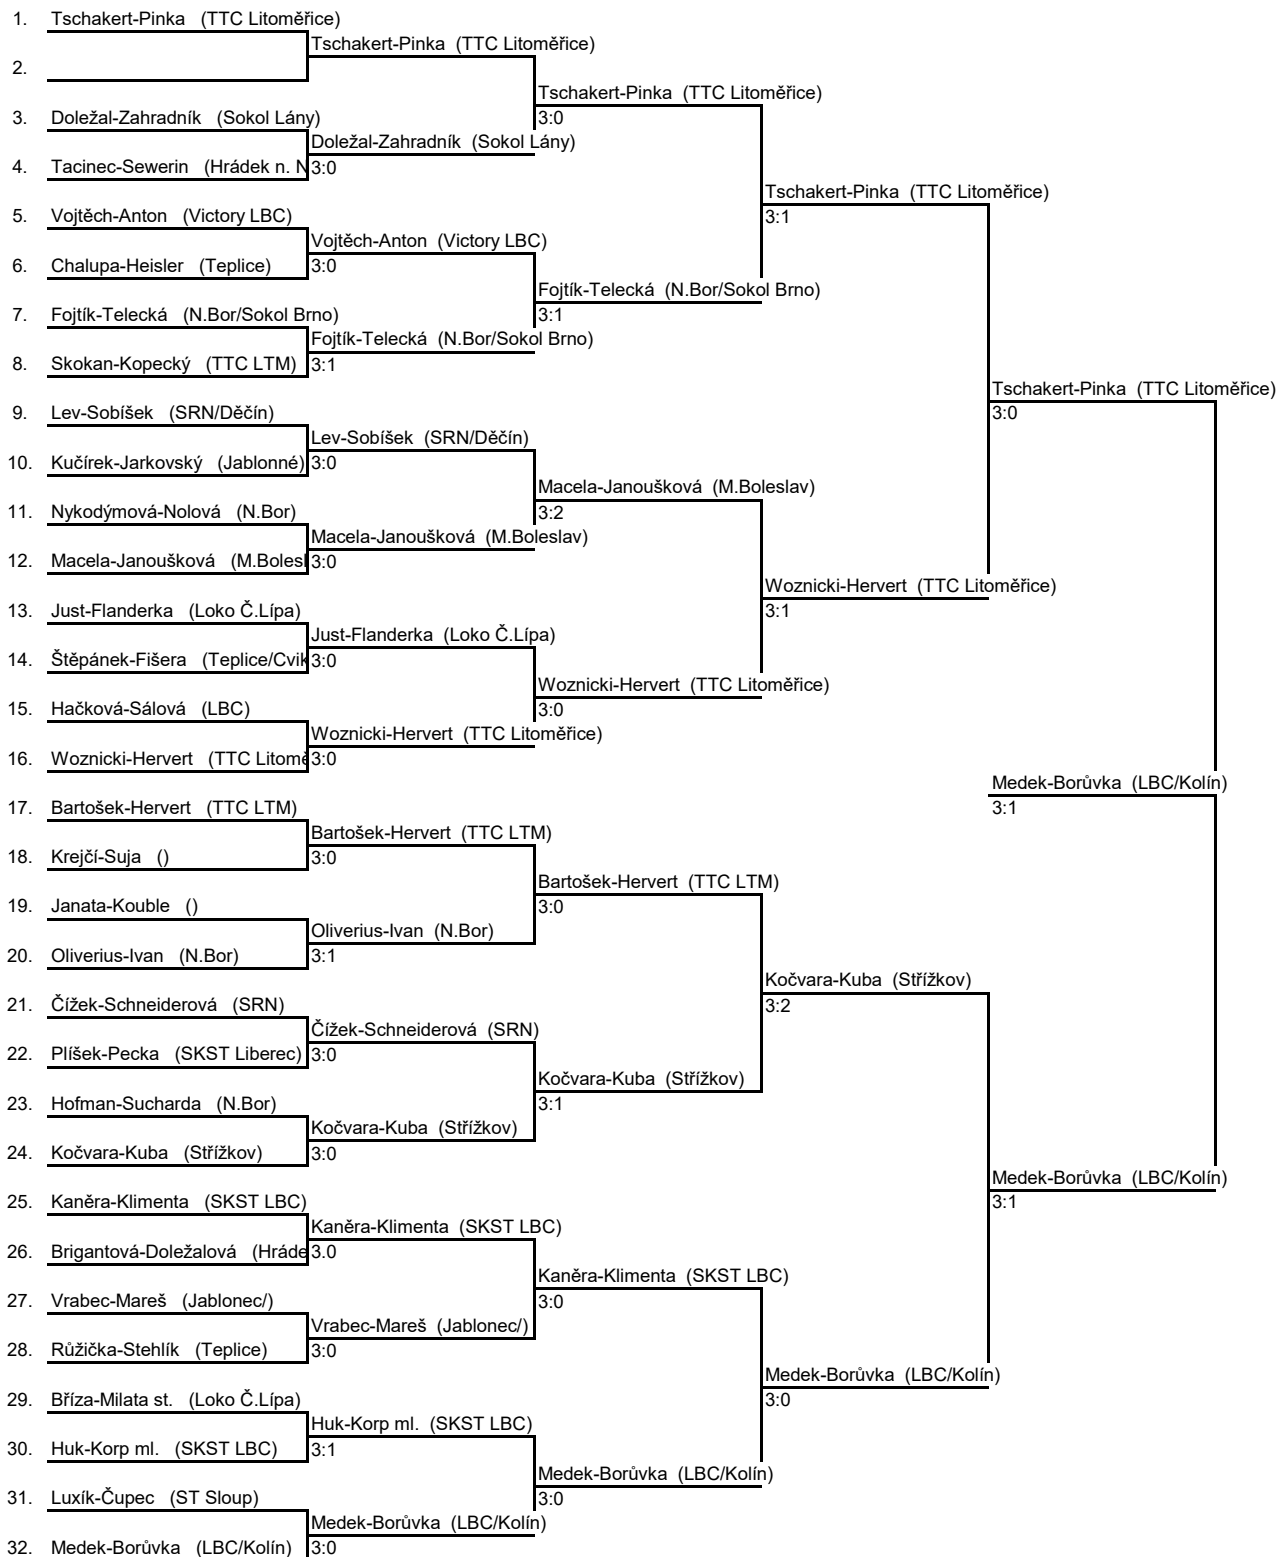 1. Tschakert-Pinka (TTC Litoměřice)
Tschakert-Pinka (TTC Litoměřice)
2.
Tschakert-Pinka (TTC Litoměřice)
3. Doležal-Zahradník (Sokol Lány)
3:0
Doležal-Zahradník (Sokol Lány)
4. Tacinec-Sewerin (Hrádek n. N
3:0
Tschakert-Pinka (TTC Litoměřice)
5. Vojtěch-Anton (Victory LBC)
3:1
Vojtěch-Anton (Victory LBC)
6. Chalupa-Heisler (Teplice)
3:0
Fojtík-Telecká (N.Bor/Sokol Brno)
7. Fojtík-Telecká (N.Bor/Sokol Brno)
3:1
Fojtík-Telecká (N.Bor/Sokol Brno)
8. Skokan-Kopecký (TTC LTM)
3:1
Tschakert-Pinka (TTC Litoměřice)
9. Lev-Sobíšek (SRN/Děčín)
3:0
Lev-Sobíšek (SRN/Děčín)
10. Kučírek-Jarkovský (Jablonné)
3:0
Macela-Janoušková (M.Boleslav)
11. Nykodýmová-Nolová (N.Bor)
3:2
Macela-Janoušková (M.Boleslav)
12. Macela-Janoušková (M.Bolesl
3:0
Woznicki-Hervert (TTC Litoměřice)
13. Just-Flanderka (Loko Č.Lípa)
3:1
Just-Flanderka (Loko Č.Lípa)
14. Štěpánek-Fišera (Teplice/Cvik
3:0
Woznicki-Hervert (TTC Litoměřice)
15. Hačková-Sálová (LBC)
3:0
Woznicki-Hervert (TTC Litoměřice)
16. Woznicki-Hervert (TTC Litomě
3:0
Medek-Borůvka (LBC/Kolín)
17. Bartošek-Hervert (TTC LTM)
3:1
Bartošek-Hervert (TTC LTM)
18. Krejčí-Suja ()
3:0
Bartošek-Hervert (TTC LTM)
19. Janata-Kouble ()
3:0
Oliverius-Ivan (N.Bor)
20. Oliverius-Ivan (N.Bor)
3:1
Kočvara-Kuba (Střížkov)
21. Čížek-Schneiderová (SRN)
3:2
Čížek-Schneiderová (SRN)
22. Plíšek-Pecka (SKST Liberec)
3:0
Kočvara-Kuba (Střížkov)
23. Hofman-Sucharda (N.Bor)
3:1
Kočvara-Kuba (Střížkov)
24. Kočvara-Kuba (Střížkov)
3:0
Medek-Borůvka (LBC/Kolín)
25. Kaněra-Klimenta (SKST LBC)
3:1
Kaněra-Klimenta (SKST LBC)
26. Brigantová-Doležalová (Hráde
3.0
Kaněra-Klimenta (SKST LBC)
27. Vrabec-Mareš (Jablonec/)
3:0
Vrabec-Mareš (Jablonec/)
28. Růžička-Stehlík (Teplice)
3:0
Medek-Borůvka (LBC/Kolín)
29. Bříza-Milata st. (Loko Č.Lípa)
3:0
Huk-Korp ml. (SKST LBC)
30. Huk-Korp ml. (SKST LBC)
3:1
Medek-Borůvka (LBC/Kolín)
31. Luxík-Čupec (ST Sloup)
3:0
Medek-Borůvka (LBC/Kolín)
32. Medek-Borůvka (LBC/Kolín)
3:0